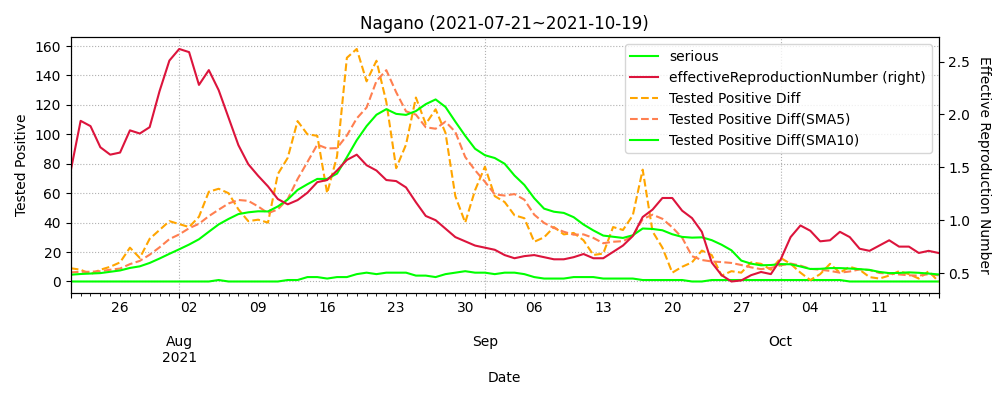 Nagano (2021-07-21~2021-10-19)
serious
effectiveReproductionNumber (right)
Tested Positive Diff
Tested Positive Diff(SMA5)
Tested Positive Diff(SMA10)
Tested Positive
160
140
120
100
80
60
40
20
0
2.5
2.0
1.5
1.0
0.5
Effective Reproduction Number
26 02 09 16 23 30 06 13 20 27 04 11
Aug Sep Oct
2021
Date